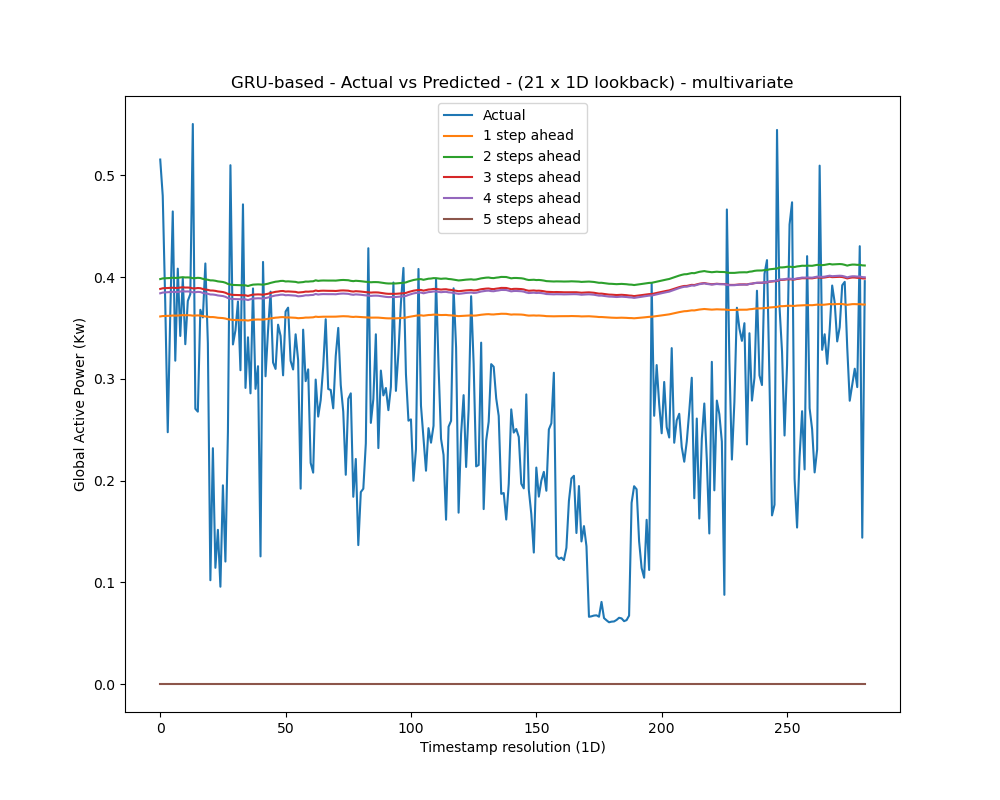 GRU-based - Actual vs Predicted - (21 x 1D lookback) - multivariate
Actual
1 step ahead
2 steps ahead
3 steps ahead
4 steps ahead
5 steps ahead
Global Active Power (Kw)
0.5
0.4
0.3
0.2
0.1
0.0
0
50
100
150
200
250
Timestamp resolution (1D)